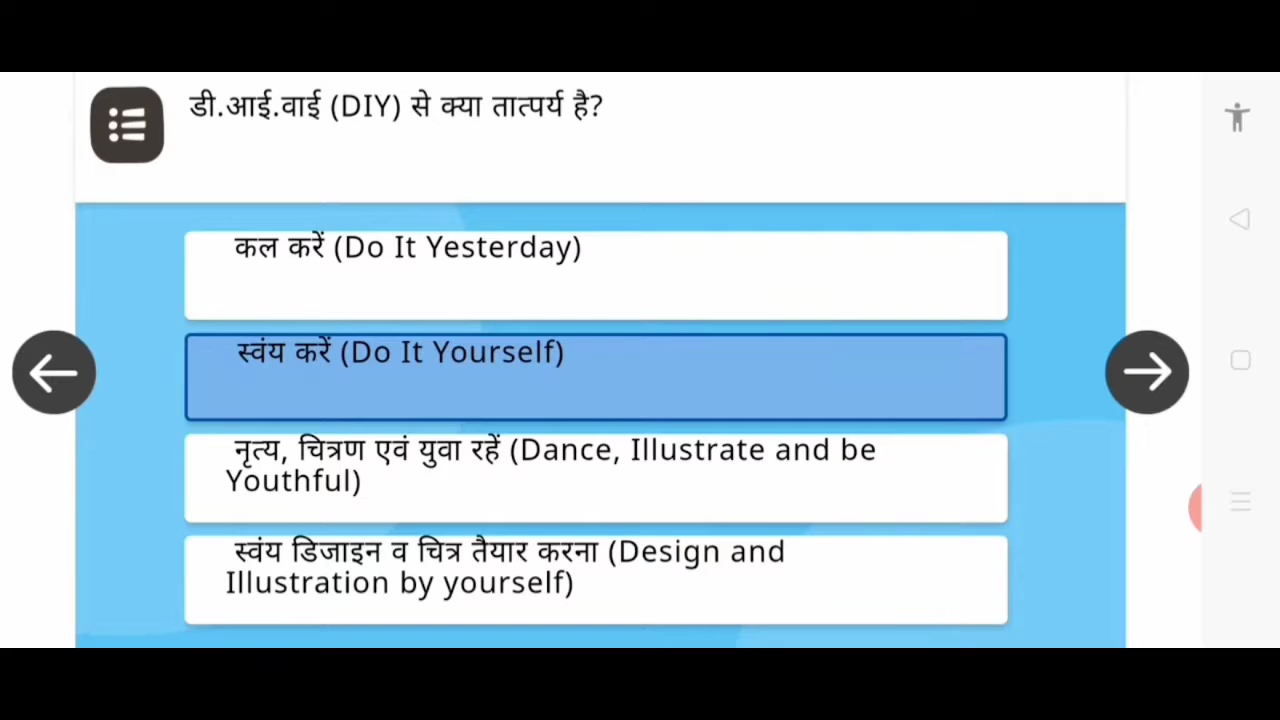 डी.आई.वाई (DIY) से क्या तात्पर्य है?
कल करें (Do It Yesterday)
स्वंय करें (Do It Yourself)
नृत्य, चित्रण एवं युवा रहें (Dance, Illustrate and be
Youthful)
स्वंय डिजाइन व चित्र तैयार करना (Design and
Illustration by yourself)